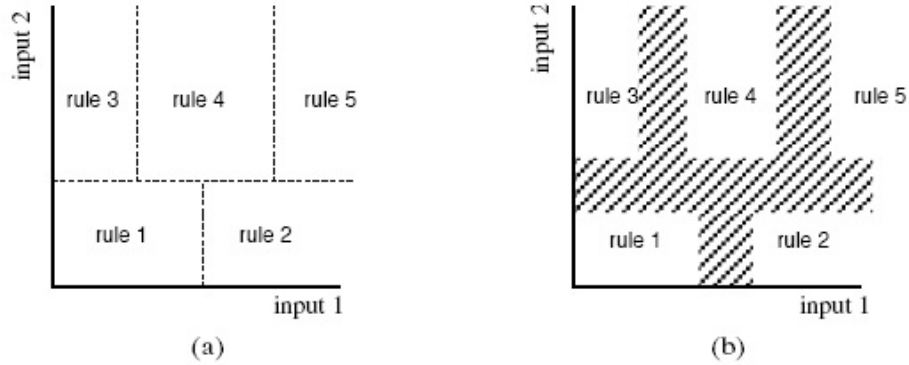 input 2
rule 3
rule 4
rule 5
rule 1
rule 2
input 1
(a)
input 2
rule 3
rule 4
rule 5
rule 1
rule 2
input 1
(b)